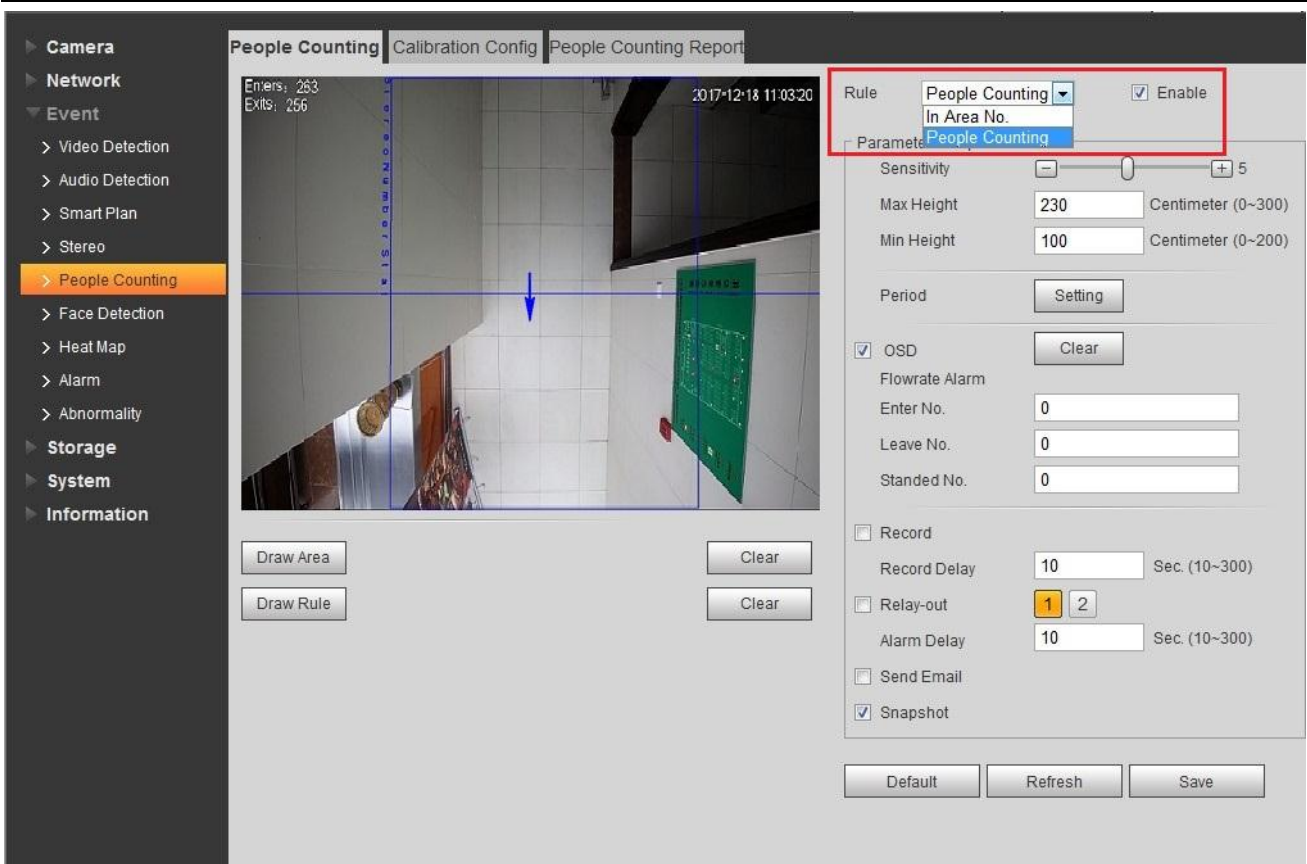 Camera
Network
Event
Video Detection
Audio Detection
Smart Plan
Stereo
People Counting
Face Detection
Heat Map
Alarm
Abnormality
Storage
System
Information
People Counting
Calibration Config
People Counting Report
Enters: 263
Exits: 256
2017-12-18 11:03:20
Draw Area
Clear
Draw Rule
Clear
Rule
People Counting
Enable
In Area No.
People Counting
Sensitivity
5
Max Height
230
Centimeter (0~300)
Min Height
100
Centimeter (0~200)
Period
Setting
OSD
Clear
Flowrate Alarm
Enter No.
0
Leave No.
0
Standed No.
0
Record
Record Delay
10
Sec. (10~300)
Relay-out
1
2
Alarm Delay
10
Sec. (10~300)
Send Email
Snapshot
Default
Refresh
Save